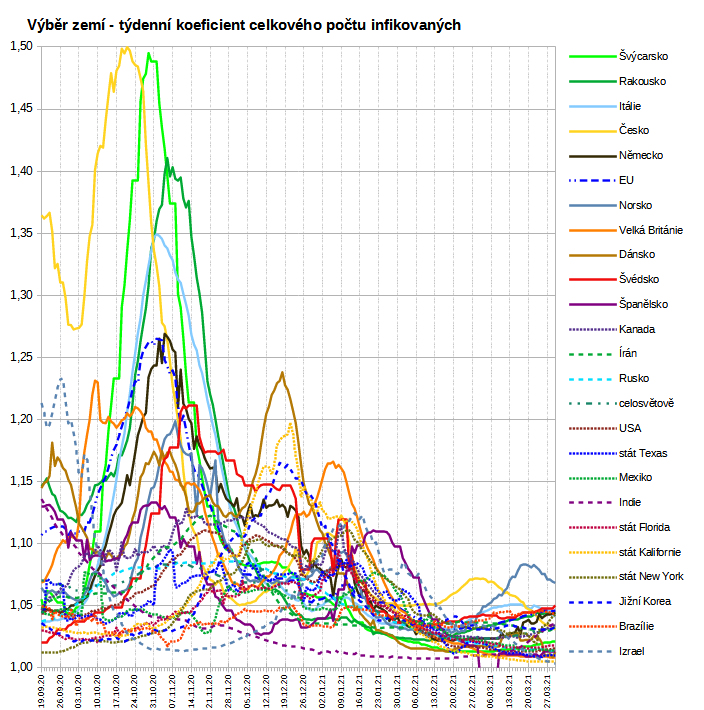 Výběr zemí - týdenní koeficient celkového počtu infikovaných
1,50
1,45
1,40
1,35
1,30
1,25
1,20
1,15
1,10
1,05
1,00
19.09.20
26.09.20
03.10.20
10.10.20
17.10.20
24.10.20
31.10.20
07.11.20
14.11.20
21.11.20
28.11.20
05.12.20
12.12.20
19.12.20
26.12.20
02.01.21
09.01.21
16.01.21
23.01.21
30.01.21
06.02.21
13.02.21
20.02.21
27.02.21
06.03.21
13.03.21
20.03.21
27.03.21
Švýcarsko
Rakousko
Itálie
Česko
Německo
EU
Norsko
Velká Británie
Dánsko
Švédsko
Španělsko
Kanada
Írán
Rusko
celosvětově
USA
stát Texas
Mexiko
Indie
stát Florida
stát Kalifornie
stát New York
Jižní Korea
Brazílie
Izrael